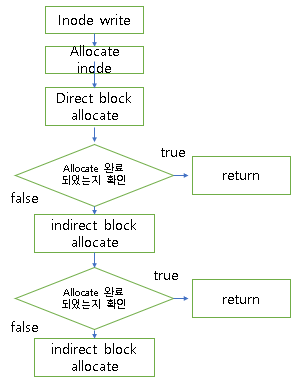 Inode write
Allocate
inode
Direct block
allocate
Allocate 완료
되었는지 확인
true
return
false
indirect block
allocate
Allocate 완료
되었는지 확인
true
return
false
indirect block
allocate